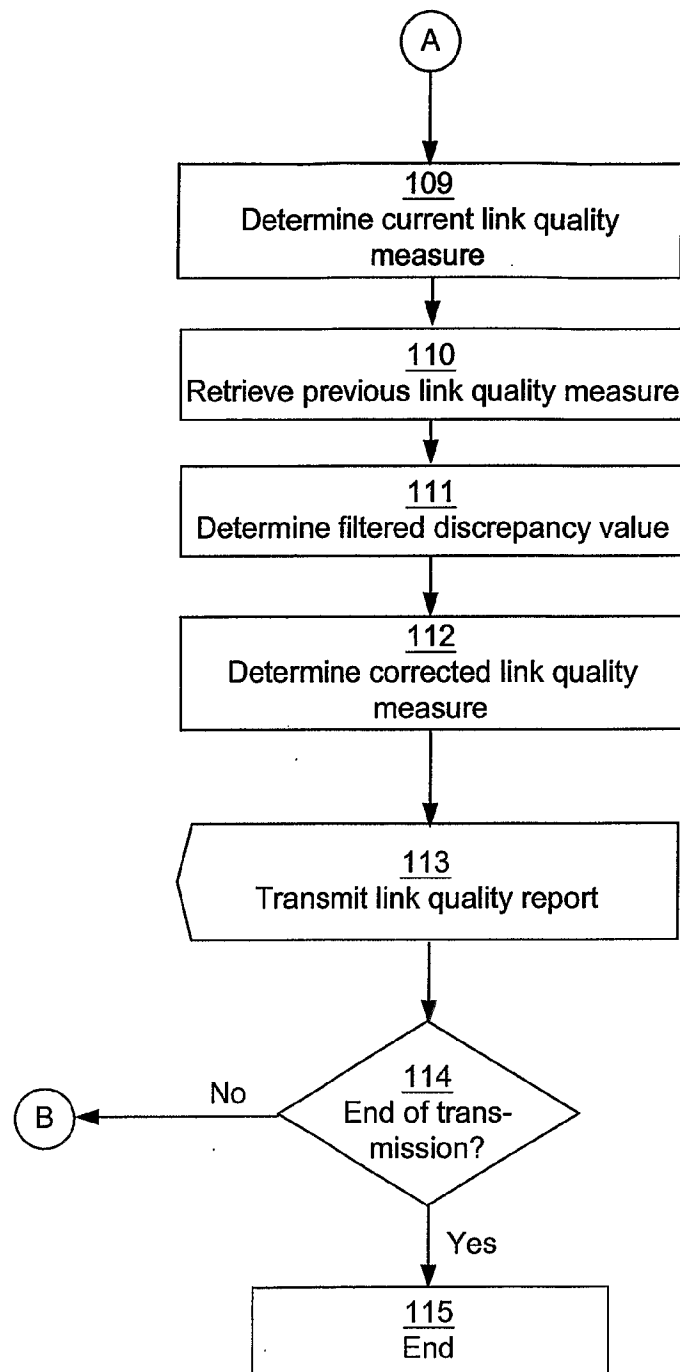 A
109
Determine current link quality
measure
110
Retrieve previous link quality measure
111
Determine filtered discrepancy value
112
Determine corrected link quality
measure
113
Transmit link quality report
114
End of trans-
mission?
No
B
Yes
115
End